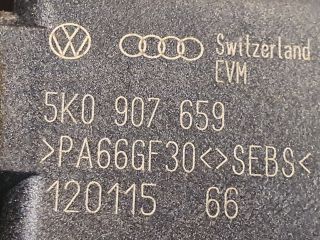 Switzerland
EVM
5K0 907 659
>PA66GF30<>SEBS<
120115 66